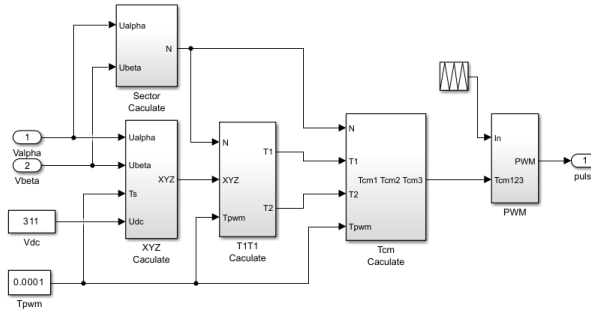 Ualpha
N
Ubeta
Sector
Caculate
1
Valpha
2
Vbeta
Ualpha
Ubeta
XYZ
Ts
Udc
XYZ
Caculate
311
Vdc
0.0001
Tpwm
N
T1
XYZ
T2
Tpwm
T1T1
Caculate
N
T1
Tcm1 Tcm2 Tcm3
T2
Tpwm
Tcm
Caculate
In
PWM
Tcm123
PWM
1
puls